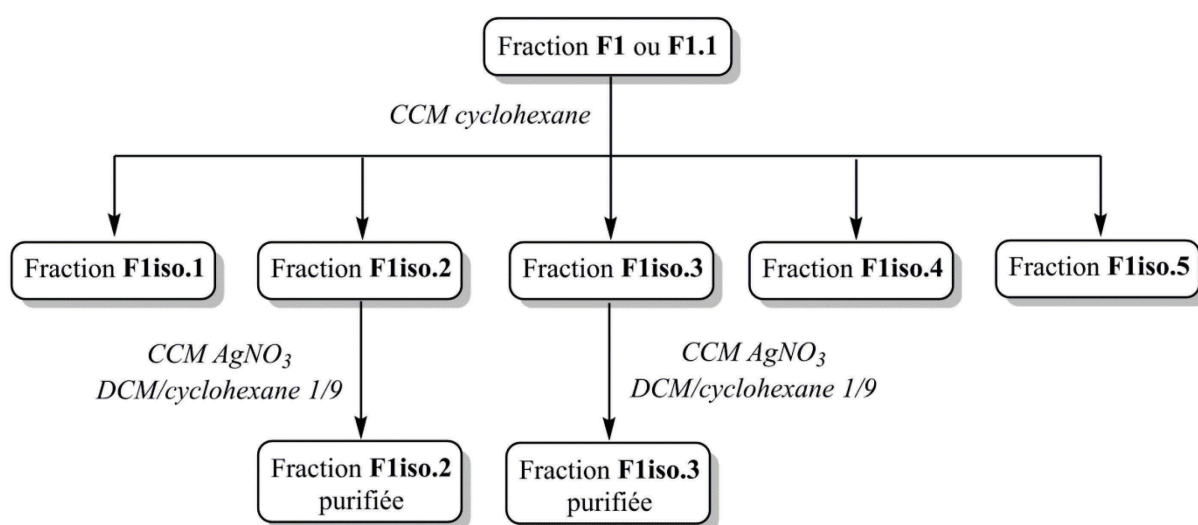 Fraction F1 ou F1.1
CCM cyclohexane
Fraction F1iso.1
Fraction F1iso.2
Fraction F1iso.3
Fraction F1iso.4
Fraction F1iso.5
CCM AgNO3
DCM/cyclohexane 1/9
CCM AgNO3
DCM/cyclohexane 1/9
Fraction F1iso.2
purifiée
Fraction F1iso.3
purifiée